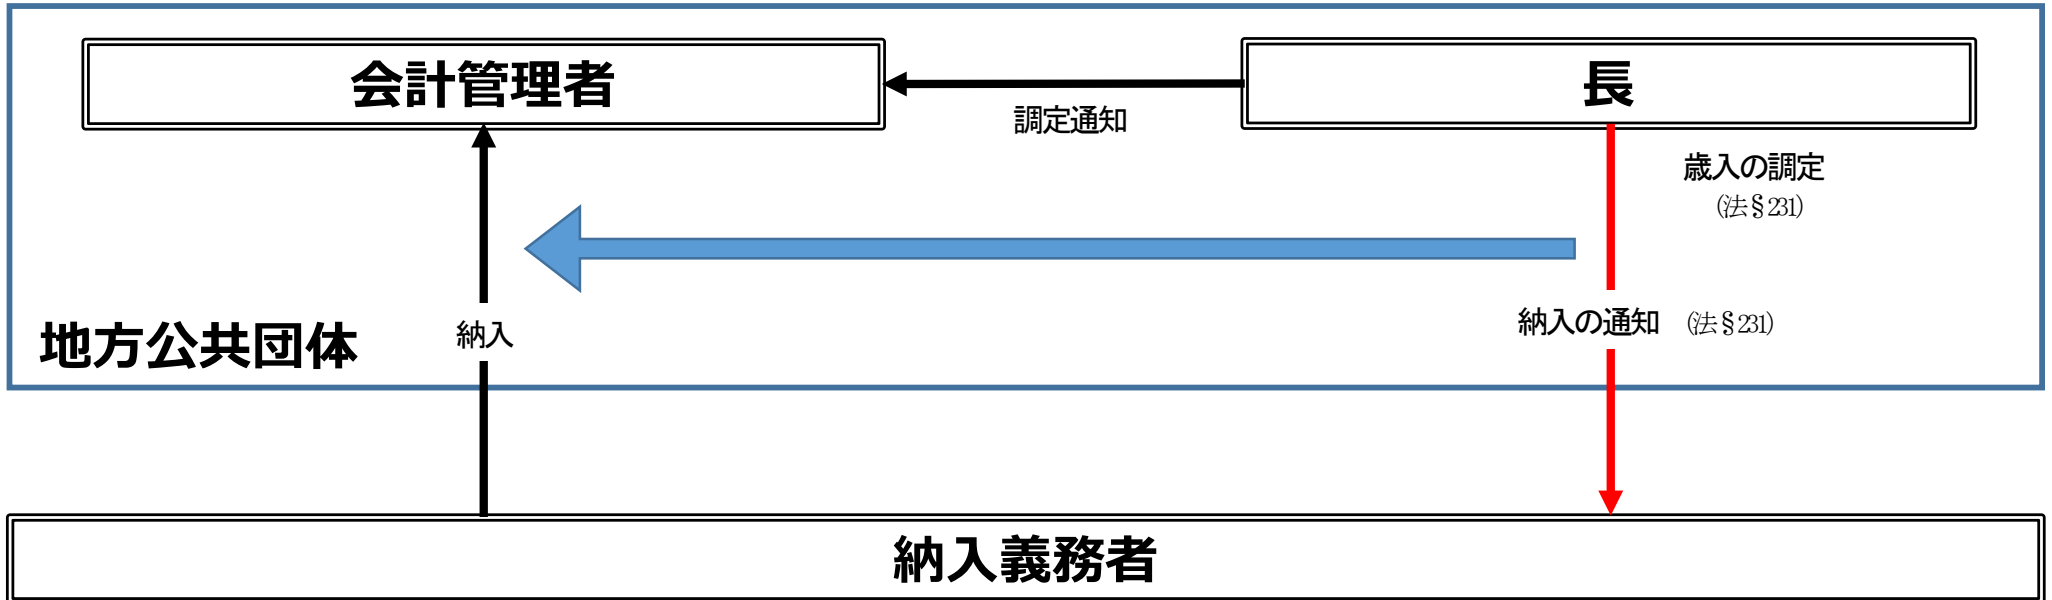 会計管理者
長
調定通知
歳入の調定
(法§231)
納入の通知 (法§231)
納入
地方公共団体
納入義務者